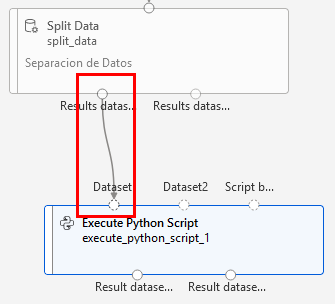 Split Data
split_data
Separacion de Datos
Results datas...
Results datas...
Dataset
Dataset2
Script b...
Execute Python Script
execute_python_script_1
Result datase...
Result datase...